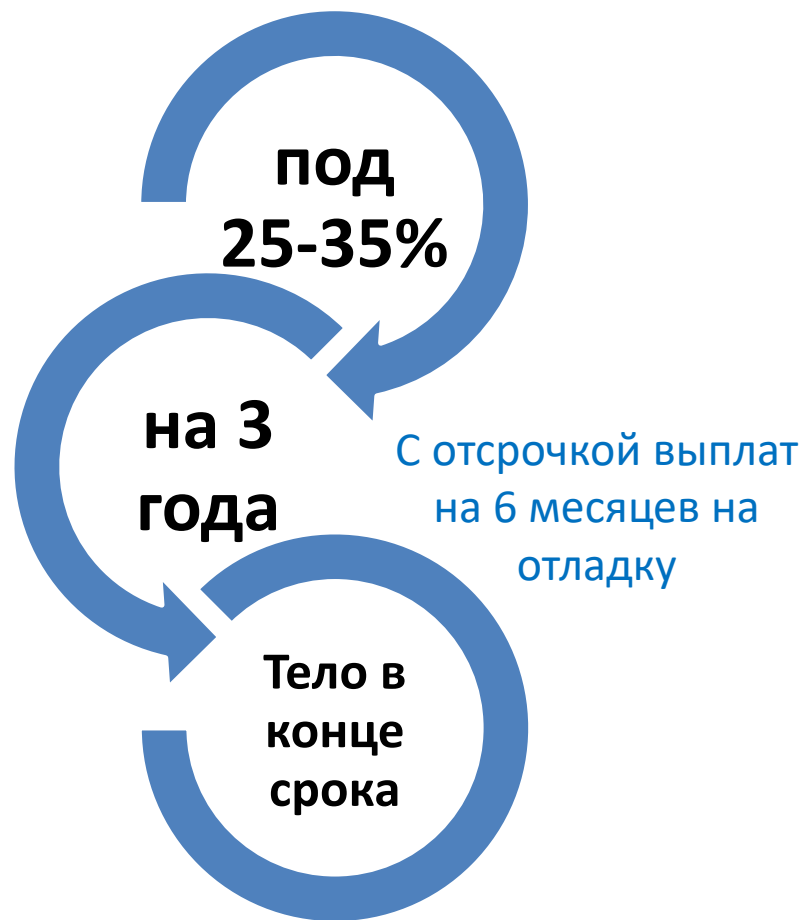 под
25-35%
на 3
года
С отсрочкой выплат
на 6 месяцев на
отладку
Тело в
конце
срока